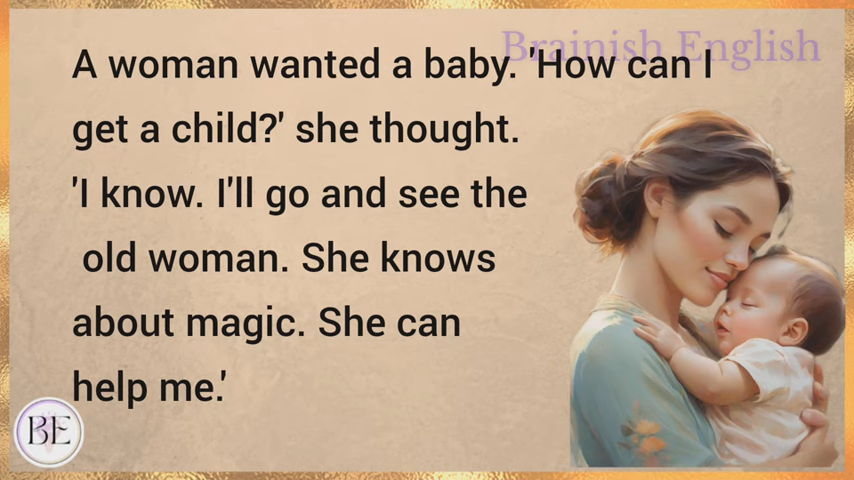 Brainish English
A woman wanted a baby. 'How can I
get a child?' she thought.
'I know. I'll go and see the
old woman. She knows
about magic. She can
help me.'
BE